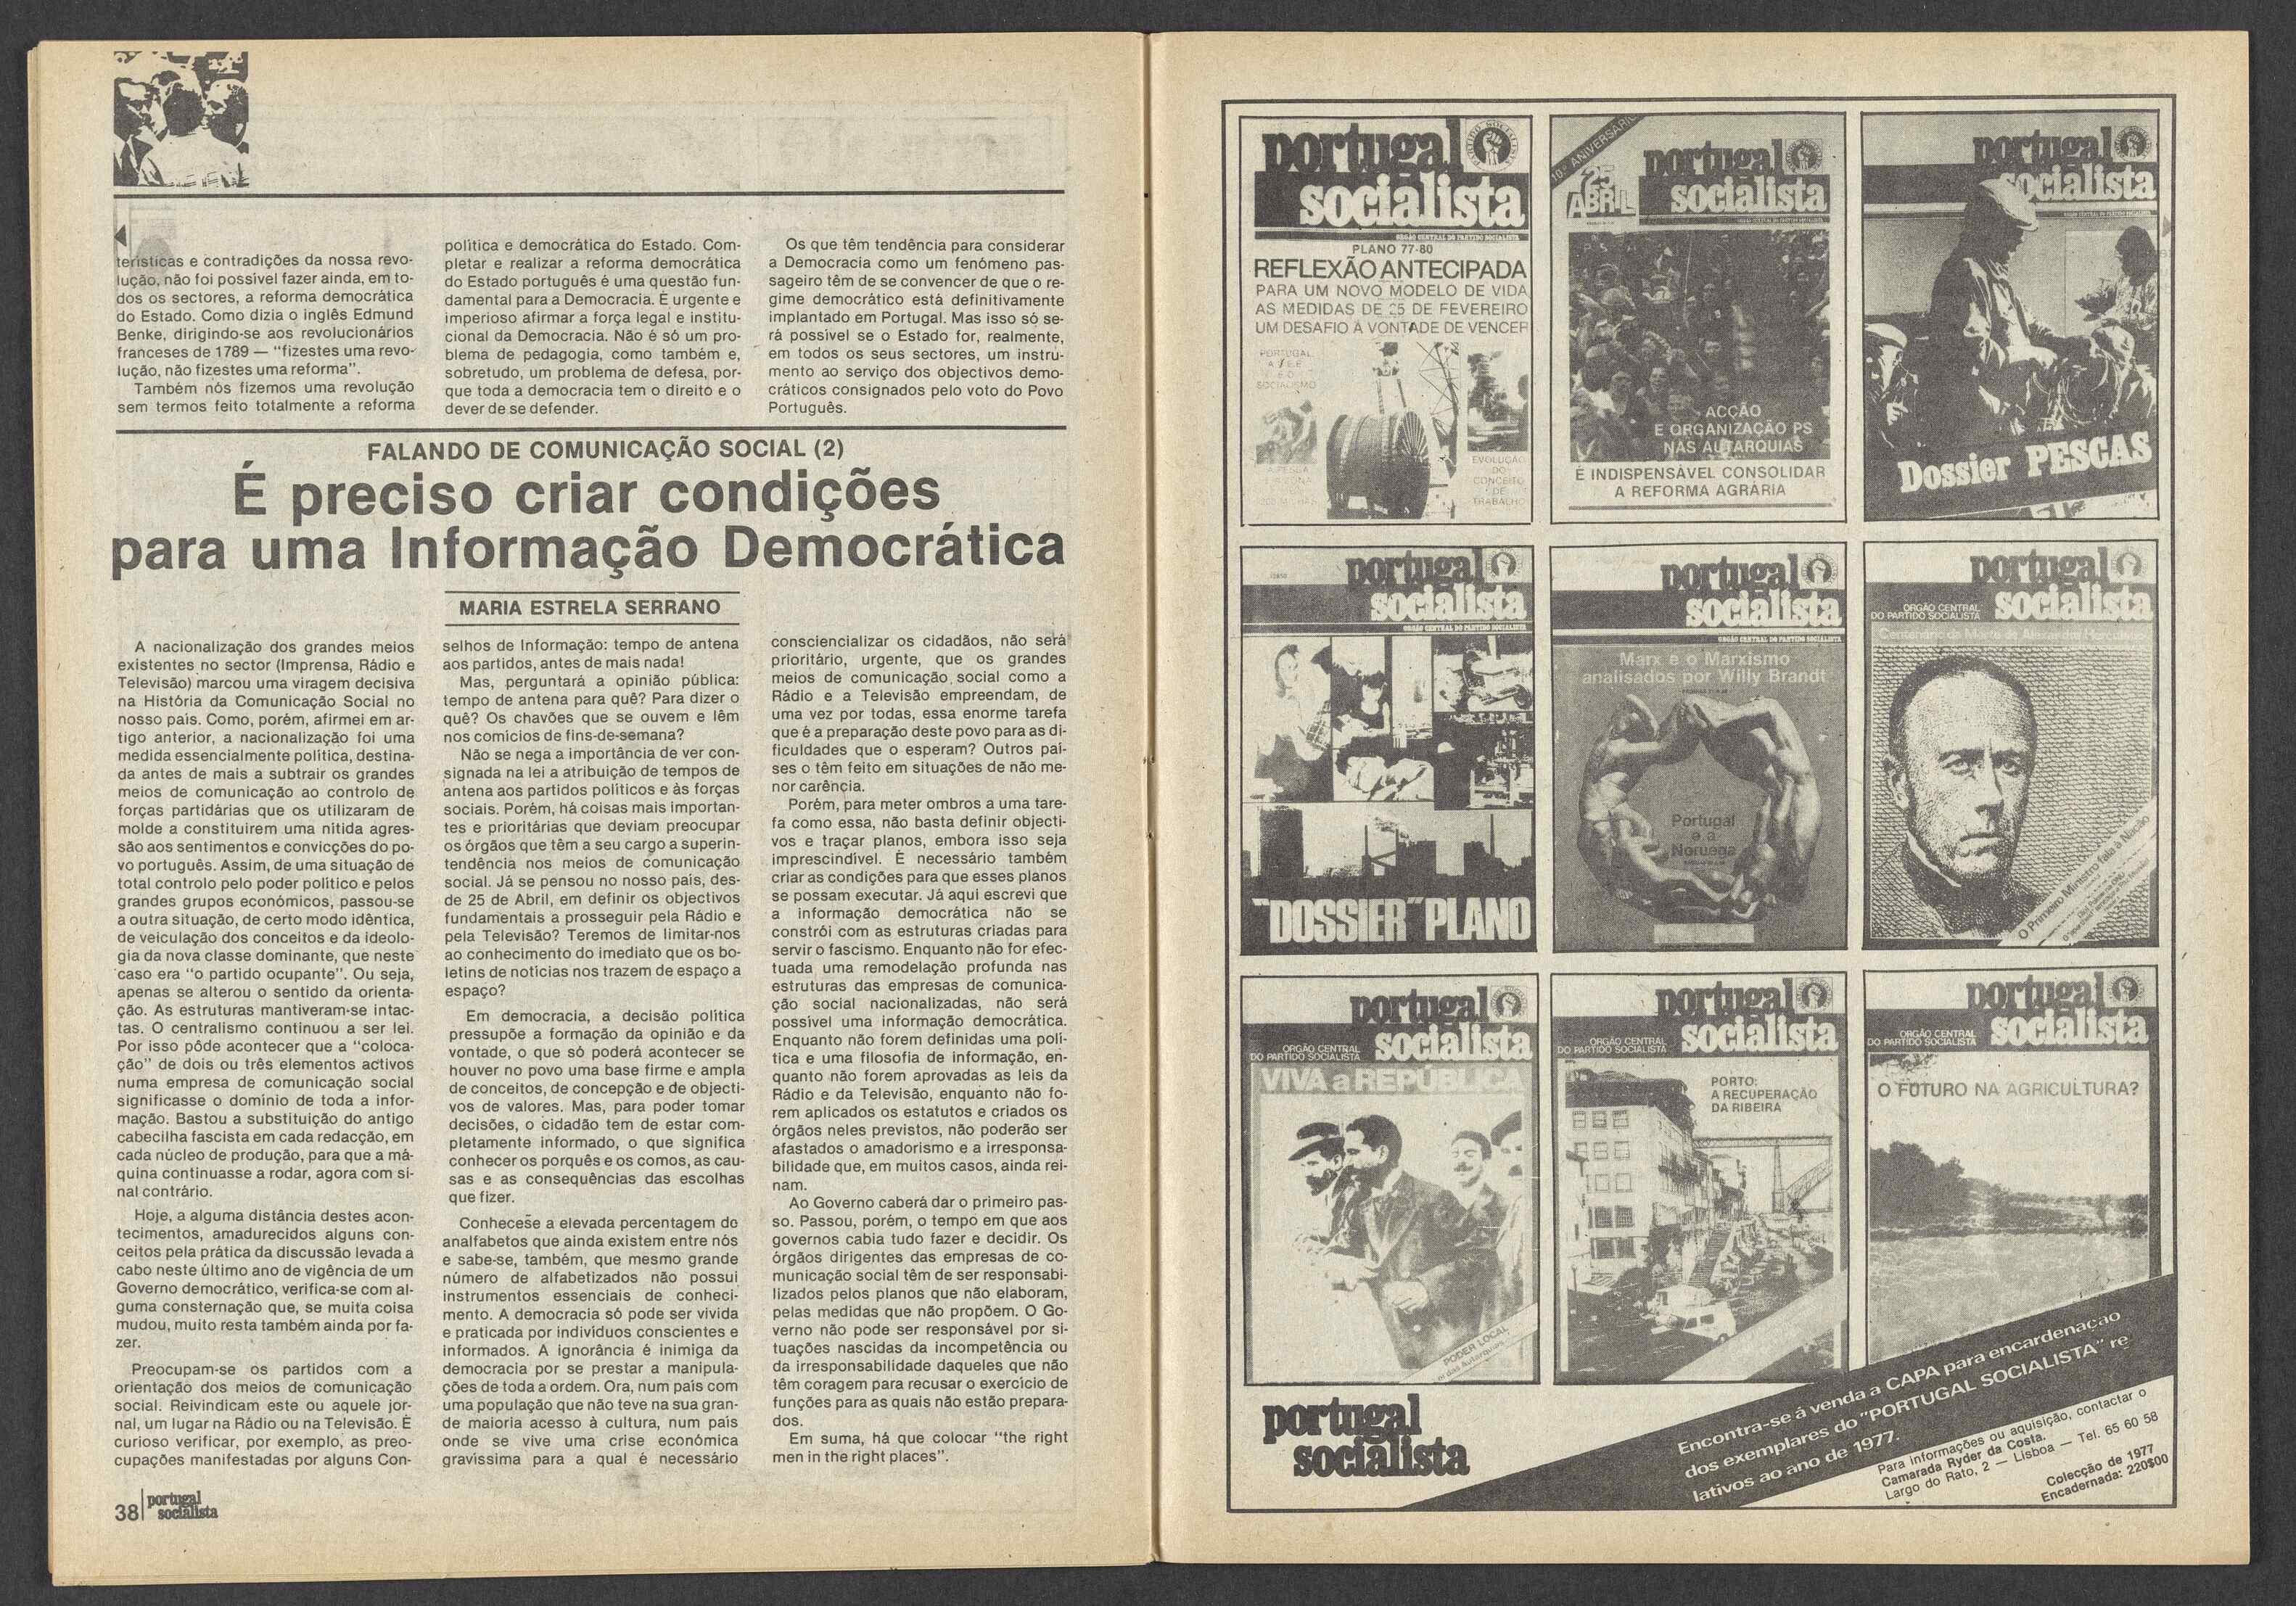 terísticas e contradições da nossa revo-
lução, não foi possível fazer ainda, em to-
dos os sectores, a reforma democrática
do Estado. Como dizia o inglês Edmund
Benke, dirigindo-se aos revolucionários
franceses de 1789 — "fizestes uma revo-
lução, não fizestes uma reforma".
Também nós fizemos uma revolução
sem termos feito totalmente a reforma
política e democrática do Estado. Com-
pletar e realizar a reforma democrática
do Estado português é uma questão fun-
damental para a Democracia. É urgente e
imperioso afirmar a força legal e institu-
cional da Democracia. Não é só um pro-
blema de pedagogia, como também e,
sobretudo, um problema de defesa, por-
que toda a democracia tem o direito e o
dever de se defender.
Os que têm tendência para considerar
a Democracia como um fenómeno pas-
sageiro têm de se convencer de que o re-
gime democrático está definitivamente
implantado em Portugal. Mas isso só se-
rá possível se o Estado for, realmente,
em todos os seus sectores, um instru-
mento ao serviço dos objectivos demo-
cráticos consignados pelo voto do Povo
Português.
FALANDO DE COMUNICAÇÃO SOCIAL (2)
É preciso criar condições
para uma Informação Democrática
MARIA ESTRELA SERRANO
A nacionalização dos grandes meios
existentes no sector (Imprensa, Rádio e
Televisão) marcou uma viragem decisiva
na História da Comunicação Social no
nosso país. Como, porém, afirmei em ar-
tigo anterior, a nacionalização foi uma
medida essencialmente política, destina-
da antes de mais a subtrair os grandes
meios de comunicação ao controlo de
forças partidárias que os utilizaram de
molde a constituirem uma nítida agres-
são aos sentimentos e convicções do po-
vo português. Assim, de uma situação de
total controlo pelo poder político e pelos
grandes grupos económicos, passou-se
a outra situação, de certo modo idêntica,
de veiculação dos conceitos e da ideolo-
gia da nova classe dominante, que neste
caso era "o partido ocupante". Ou seja,
apenas se alterou o sentido da orienta-
ção. As estruturas mantiveram-se intac-
tas. O centralismo continuou a ser lei.
Por isso pôde acontecer que a "coloca-
ção" de dois ou três elementos activos
numa empresa de comunicação social
significasse o domínio de toda a infor-
mação. Bastou a substituição do antigo
cabecilha fascista em cada redacção, em
cada núcleo de produção, para que a má-
quina continuasse a rodar, agora com si-
nal contrário.
Hoje, a alguma distância destes acon-
tecimentos, amadurecidos alguns con-
ceitos pela prática da discussão levada a
cabo neste último ano de vigência de um
Governo democrático, verifica-se com al-
guma consternação que, se muita coisa
mudou, muito resta também ainda por fa-
zer.
Preocupam-se os partidos com a
orientação dos meios de comunicação
social. Reivindicam este ou aquele jor-
nal, um lugar na Rádio ou na Televisão. É
curioso verificar, por exemplo, as preo-
cupações manifestadas por alguns Con-
selhos de Informação: tempo de antena
aos partidos, antes de mais nada!
Mas, perguntará a opinião pública:
tempo de antena para quê? Para dizer o
quê? Os chavões que se ouvem e lêm
nos comícios de fins-de-semana?
Não se nega a importância de ver con-
signada na lei a atribuição de tempos de
antena aos partidos políticos e às forças
sociais. Porém, há coisas mais importan-
tes e prioritárias que deviam preocupar
os órgãos que têm a seu cargo a superin-
tendência nos meios de comunicação
social. Já se pensou no nosso país, des-
de 25 de Abril, em definir os objectivos
fundamentais a prosseguir pela Rádio e
pela Televisão? Teremos de limitar-nos
ao conhecimento do imediato que os bo-
letins de notícias nos trazem de espaço a
espaço?
Em democracia, a decisão política
pressupõe a formação da opinião e da
vontade, o que só poderá acontecer se
houver no povo uma base firme e ampla
de conceitos, de concepção e de objecti-
vos de valores. Mas, para poder tomar
decisões, o cidadão tem de estar com-
pletamente informado, o que significa
conhecer os porquês e os comos, as cau-
sas e as consequências das escolhas
que fizer.
Conhecese a elevada percentagem de
analfabetos que ainda existem entre nós
e sabe-se, também, que mesmo grande
número de alfabetizados não possui
instrumentos essenciais de conheci-
mento. A democracia só pode ser vivida
e praticada por indivíduos conscientes e
informados. A ignorância é inimiga da
democracia por se prestar a manipula-
ções de toda a ordem. Ora, num país com
uma população que não teve na sua gran-
de maioria acesso à cultura, num país
onde se vive uma crise económica
gravíssima para a qual é necessário
consciencializar os cidadãos, não será
prioritário, urgente, que os grandes
meios de comunicação social como a
Rádio e a Televisão empreendam, de
uma vez por todas, essa enorme tarefa
que é a preparação deste povo para as di-
ficuldades que o esperam? Outros paí-
ses o têm feito em situações de não me-
nor carência.
Porém, para meter ombros a uma tare-
fa como essa, não basta definir objecti-
vos e traçar planos, embora isso seja
imprescindível. É necessário também
criar as condições para que esses planos
se possam executar. Já aqui escrevi que
a informação democrática não se
constrói com as estruturas criadas para
servir o fascismo. Enquanto não for efec-
tuada uma remodelação profunda nas
estruturas das empresas de comunica-
ção social nacionalizadas, não será
possível uma informação democrática.
Enquanto não forem definidas uma polí-
tica e uma filosofia de informação, en-
quanto não forem aprovadas as leis da
Rádio e da Televisão, enquanto não fo-
rem aplicados os estatutos e criados os
órgãos neles previstos, não poderão ser
afastados o amadorismo e a irresponsa-
bilidade que, em muitos casos, ainda rei-
nam.
Ao Governo caberá dar o primeiro pas-
so. Passou, porém, o tempo em que aos
governos cabia tudo fazer e decidir. Os
órgãos dirigentes das empresas de co-
municação social têm de ser responsabi-
lizados pelos planos que não elaboram,
pelas medidas que não propõem. O Go-
verno não pode ser responsável por si-
tuações nascidas da incompetência ou
da irresponsabilidade daqueles que não
têm coragem para recusar o exercício de
funções para as quais não estão prepara-
dos.
Em suma, há que colocar "the right
men in the right places".
38 portugal
socialista
portugal
socialista
ORGÃO CENTRAL DO PARTIDO SOCIALISTA
PLANO 77-80
REFLEXÃO ANTECIPADA
PARA UM NOVO MODELO DE VIDA
AS MEDIDAS DE 25 DE FEVEREIRO
UM DESAFIO À VONTADE DE VENCER
PORTUGAL
SOCIALISMO
EVOLUÇÃO
DO
CONCEITO
DE
TRABALHO
ANIVERSÁRIO
25
ABRIL
portugal
socialista
ACÇÃO
E ORGANIZAÇÃO PS
NAS AUTARQUIAS
É INDISPENSÁVEL CONSOLIDAR
A REFORMA AGRÁRIA
portugal
socialista
ORGÃO CENTRAL DO PARTIDO SOCIALISTA
Dossier PESCAS
portugal
socialista
ORGÃO CENTRAL DO PARTIDO SOCIALISTA
"DOSSIER" PLANO
portugal
socialista
ORGÃO CENTRAL DO PARTIDO SOCIALISTA
Marx e o Marxismo
analisados por Willy Brandt
Portugal
e a
Noruega
portugal
ORGÃO CENTRAL
DO PARTIDO SOCIALISTA
socialista
Centenário da Morte de Alexandre Herculano
O Primeiro Ministro fala à Nação
portugal
ORGÃO CENTRAL
DO PARTIDO SOCIALISTA
socialista
VIVA a REPÚBLICA
PODER LOCAL
portugal
ORGÃO CENTRAL
DO PARTIDO SOCIALISTA
socialista
PORTO:
A RECUPERAÇÃO
DA RIBEIRA
portugal
ORGÃO CENTRAL
DO PARTIDO SOCIALISTA
socialista
O FUTURO NA AGRICULTURA?
portugal
socialista
Encontra-se á venda a CAPA para encardenação
dos exemplares do "PORTUGAL SOCIALISTA" re
lativos ao ano de 1977.
Para informações ou aquisição, contactar o
Camarada Ryder da Costa.
Largo do Rato, 2 — Lisboa — Tel. 65 60 58
Colecção de 1977
Encadernada: 220$00